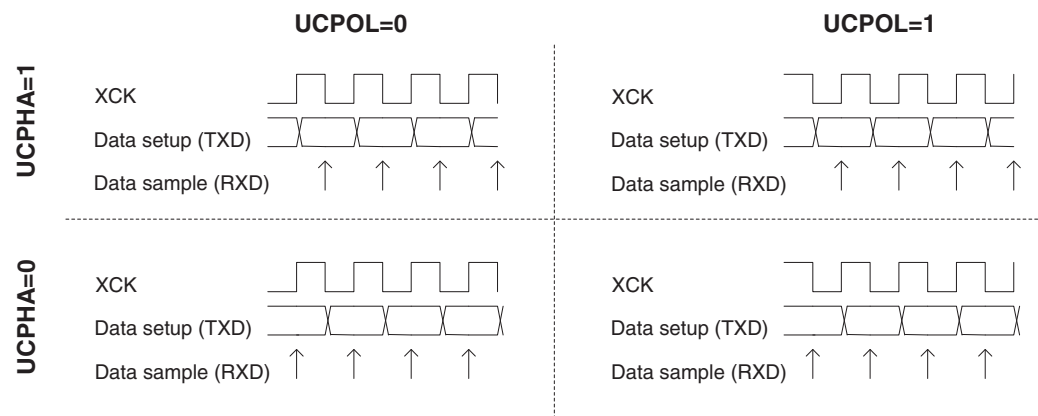 UCPOL=0
UCPOL=1
UCPHA=1
XCK
Data setup (TXD)
Data sample (RXD)
XCK
Data setup (TXD)
Data sample (RXD)
UCPHA=0
XCK
Data setup (TXD)
Data sample (RXD)
XCK
Data setup (TXD)
Data sample (RXD)